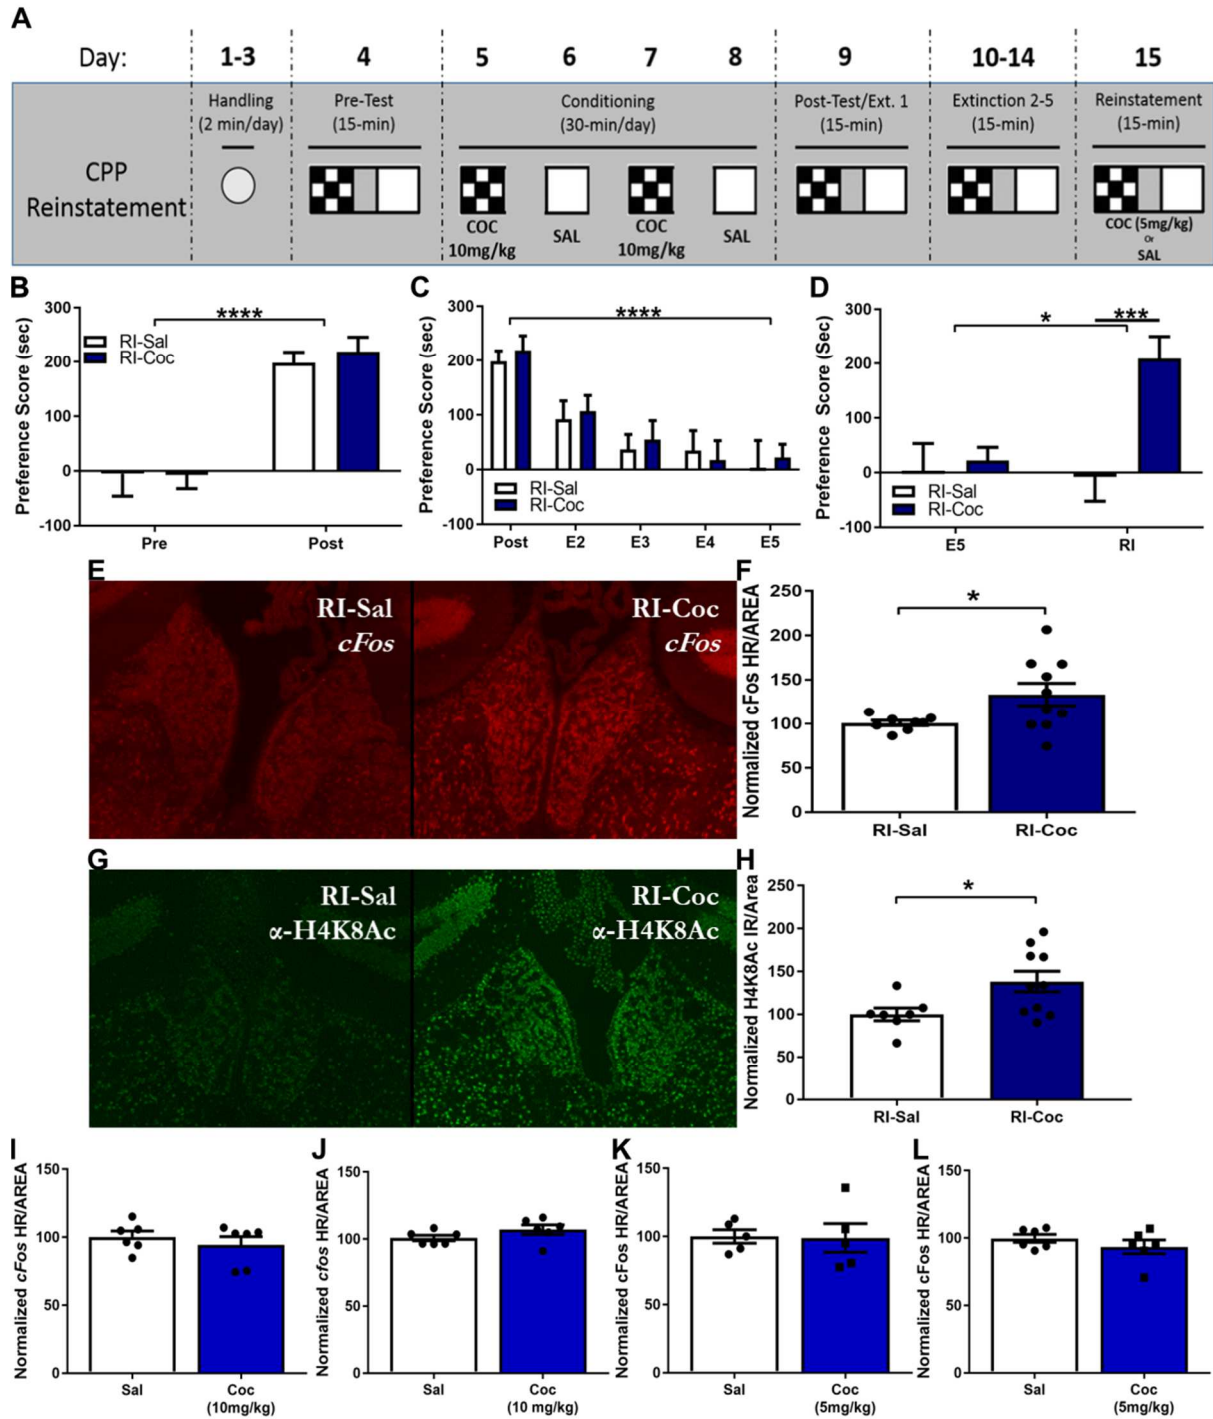 A
Day: 1-3 4 5 6 7 8 9 10-14 15
Handling Pre-Test Conditioning Post-Test/Ext. 1 Extinction 2-5 Reinstatement
(2 min/day) (15-min) (30-min/day) (15-min) (15-min) (15-min)
CPP
Reinstatement
COC
10mg/kg
SAL
COC
10mg/kg
SAL
COC (5mg/kg)
Or
SAL
B
Preference Score (sec)
300
200
100
0
-100
****
RI-Sal
RI-Coc
Pre Post
C
Preference Score (sec)
300
200
100
0
-100
****
RI-Sal
RI-Coc
Post E2 E3 E4 E5
D
Preference Score (Sec)
300
200
100
0
-100
* ***
RI-Sal
RI-Coc
E5 RI
E
RI-Sal
cFos
RI-Coc
cFos
F
Normalized cFos HR/AREA
250
200
150
100
50
0
*
RI-Sal RI-Coc
G
RI-Sal
α-H4K8Ac
RI-Coc
α-H4K8Ac
H
Normalized H4K8Ac IR/Area
250
200
150
100
50
0
*
RI-Sal RI-Coc
I
Normalized cFos HR/AREA
150
100
50
0
Sal Coc
(10mg/kg)
J
Normalized cfos HR/AREA
150
100
50
0
Sal Coc
(10 mg/kg)
K
Normalized cFos HR/AREA
150
100
50
0
Sal Coc
(5mg/kg)
L
Normalized cFos HR/AREA
150
100
50
0
Sal Coc
(5mg/kg)